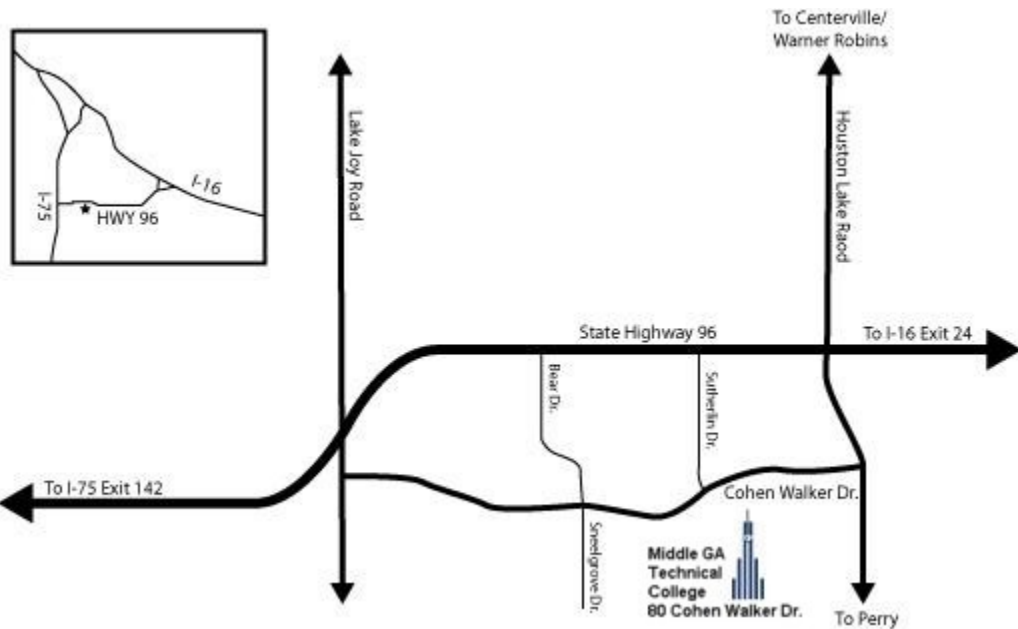 To Centerville/
Warner Robins
I-75
I-16
HWY 96
Lake Joy Road
Houston Lake Raod
State Highway 96
To I-16 Exit 24
Bear Dr.
Sutherlin Dr.
To I-75 Exit 142
Cohen Walker Dr.
Sneelgrove Dr.
Middle GA
Technical
College
80 Cohen Walker Dr.
To Perry